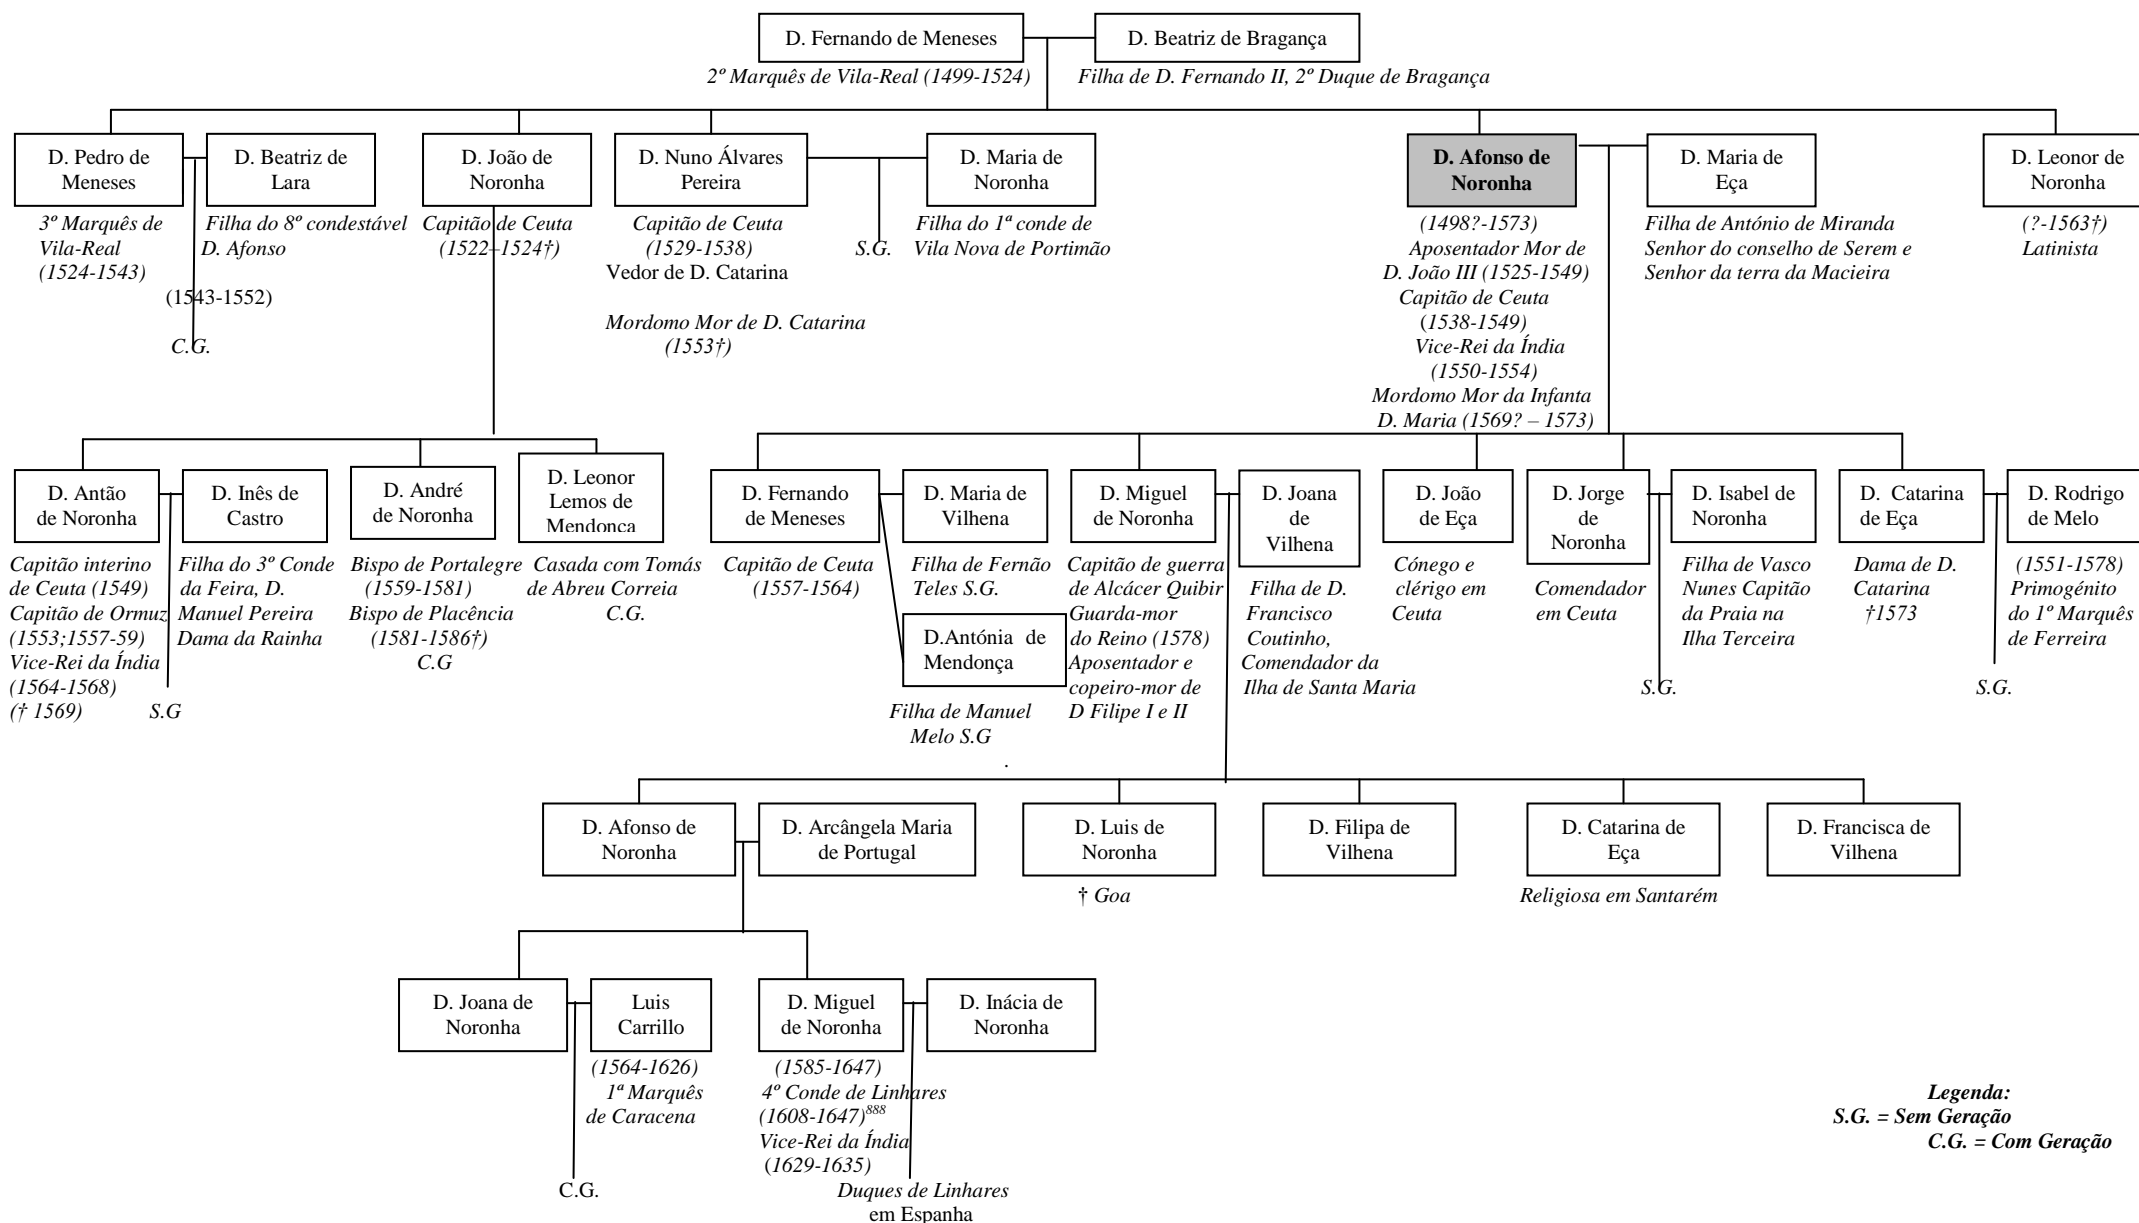 D. Fernando de Meneses
D. Beatriz de Bragança
2º Marquês de Vila-Real (1499-1524)
Filha de D. Fernando II, 2º Duque de Bragança
D. Pedro de
Meneses
3º Marquês de
Vila-Real
(1524-1543)
D. Beatriz de
Lara
Filha do 8º condestável
D. Afonso
(1543-1552)
C.G.
D. João de
Noronha
Capitão de Ceuta
(1522–1524†)
D. Nuno Álvares
Pereira
Capitão de Ceuta
(1529-1538)
Vedor de D. Catarina
Mordomo Mor de D. Catarina
(1553†)
S.G.
D. Maria de
Noronha
Filha do 1ª conde de
Vila Nova de Portimão
D. Afonso de
Noronha
(1498?-1573)
Aposentador Mor de
D. João III (1525-1549)
Capitão de Ceuta
(1538-1549)
Vice-Rei da Índia
(1550-1554)
Mordomo Mor da Infanta
D. Maria (1569? – 1573)
D. Maria de
Eça
Filha de António de Miranda
Senhor do conselho de Serem e
Senhor da terra da Macieira
D. Leonor de
Noronha
(?-1563†)
Latinista
D. Antão
de Noronha
Capitão interino
de Ceuta (1549)
Capitão de Ormuz
(1553;1557-59)
Vice-Rei da Índia
(1564-1568)
(† 1569)
S.G
D. Inês de
Castro
Filha do 3º Conde
da Feira, D.
Manuel Pereira
Dama da Rainha
D. André
de Noronha
Bispo de Portalegre
(1559-1581)
Bispo de Placência
(1581-1586†)
C.G
D. Leonor
Lemos de
Mendonça
Casada com Tomás
de Abreu Correia
C.G.
D. Fernando
de Meneses
Capitão de Ceuta
(1557-1564)
D. Maria de
Vilhena
Filha de Fernão
Teles S.G.
D.Antónia de
Mendonça
Filha de Manuel
Melo S.G
.
D. Miguel
de Noronha
Capitão de guerra
de Alcácer Quibir
Guarda-mor
do Reino (1578)
Aposentador e
copeiro-mor de
D Filipe I e II
D. Joana
de
Vilhena
Filha de D.
Francisco
Coutinho,
Comendador da
Ilha de Santa Maria
D. João
de Eça
Cónego e
clérigo em
Ceuta
D. Jorge
de
Noronha
Comendador
em Ceuta
S.G.
D. Isabel de
Noronha
Filha de Vasco
Nunes Capitão
da Praia na
Ilha Terceira
D. Catarina
de Eça
Dama de D.
Catarina
†1573
S.G.
D. Rodrigo
de Melo
(1551-1578)
Primogénito
do 1º Marquês
de Ferreira
D. Afonso de
Noronha
D. Arcângela Maria
de Portugal
D. Luis de
Noronha
† Goa
D. Filipa de
Vilhena
D. Catarina de
Eça
Religiosa em Santarém
D. Francisca de
Vilhena
D. Joana de
Noronha
C.G.
Luis
Carrillo
(1564-1626)
1ª Marquês
de Caracena
D. Miguel
de Noronha
(1585-1647)
4º Conde de Linhares
(1608-1647)888
Vice-Rei da Índia
(1629-1635)
D. Inácia de
Noronha
Duques de Linhares
em Espanha
Legenda:
S.G. = Sem Geração
C.G. = Com Geração